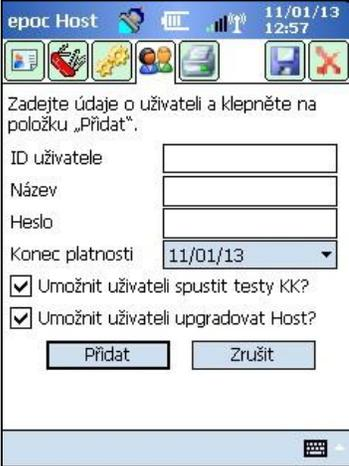 epoc Host 11/01/13
12:57
Zadejte údaje o uživateli a klepněte na
položku „Přidat“.
ID uživatele
Název
Heslo
Konec platnosti 11/01/13
Umožnit uživateli spustit testy KK?
Umožnit uživateli upgradovat Host?
Přidat Zrušit